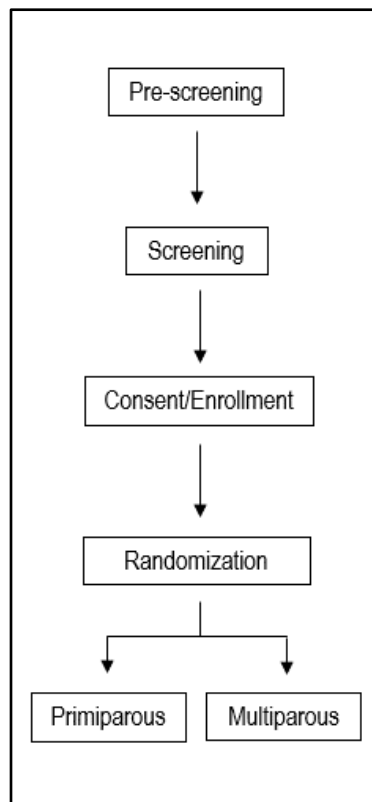 Pre-screening
Screening
Consent/Enrollment
Randomization
Primiparous
Multiparous